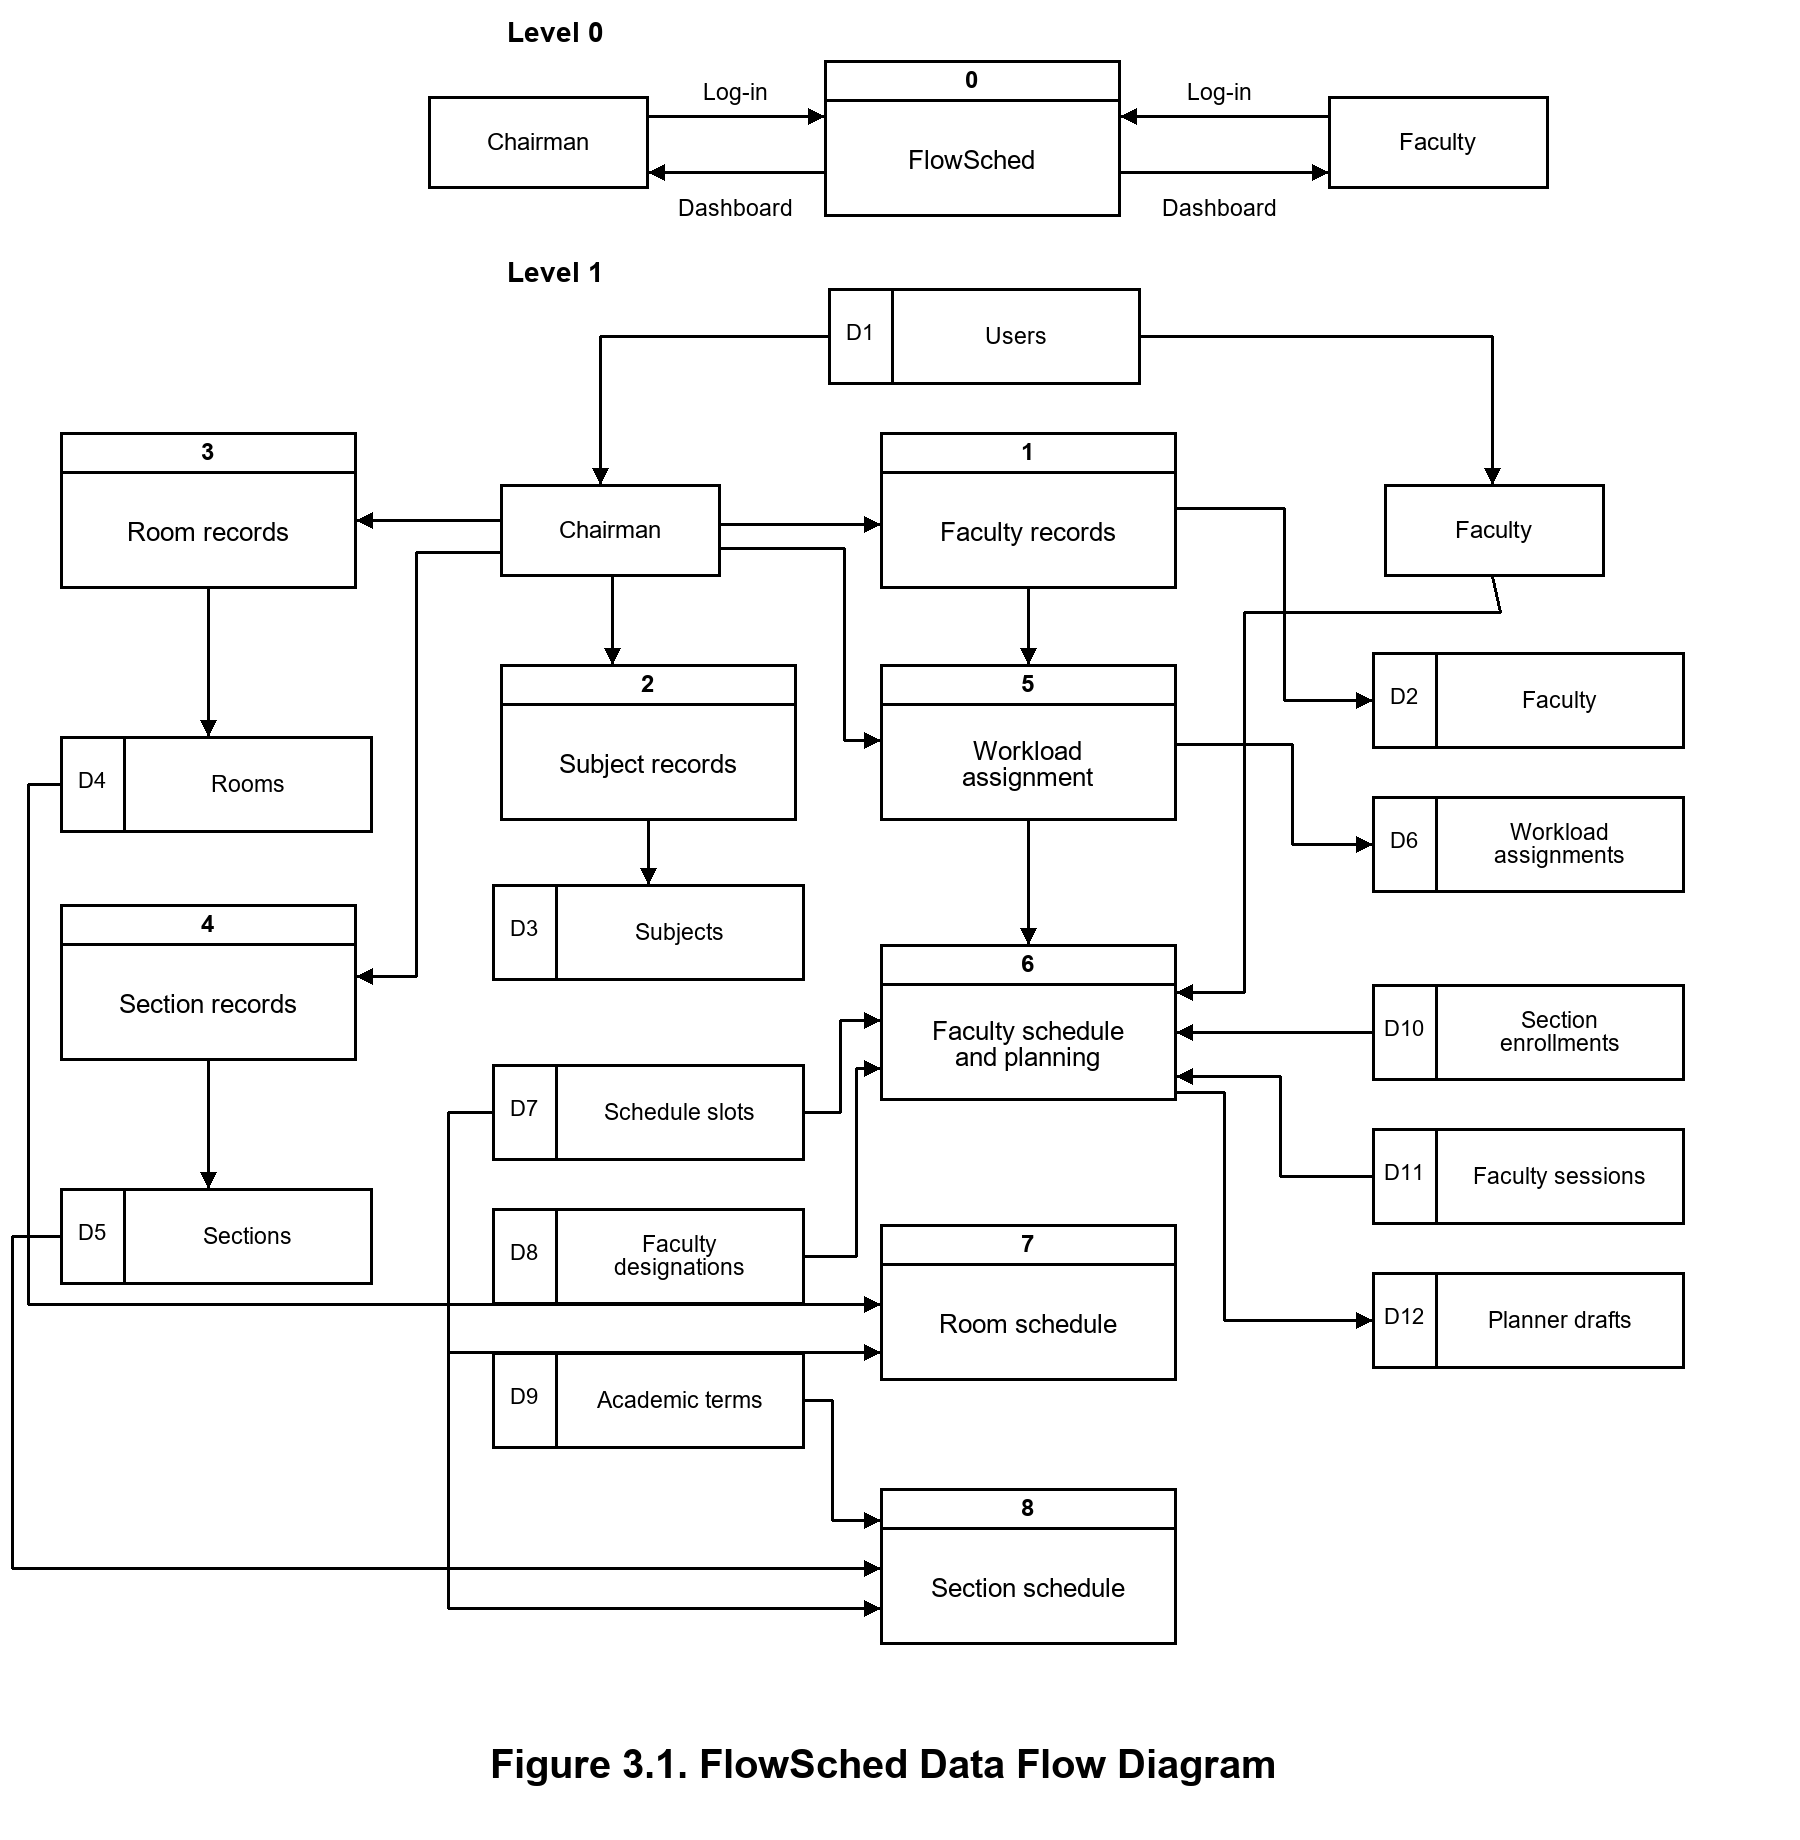 Level 0
0
Log-in
Log-in
Chairman
FlowSched
Faculty
Dashboard
Dashboard
Level 1
D1
Users
3
1
Room records
Chairman
Faculty records
Faculty
2
5
D2
Faculty
Subject records
Workload
assignment
D4
Rooms
D6
Workload
assignments
4
D3
Subjects
6
Section records
Faculty schedule
and planning
D10
Section
enrollments
D7
Schedule slots
D11
Faculty sessions
D5
Sections
D8
Faculty
designations
7
Room schedule
D12
Planner drafts
D9
Academic terms
8
Section schedule
Figure 3.1. FlowSched Data Flow Diagram